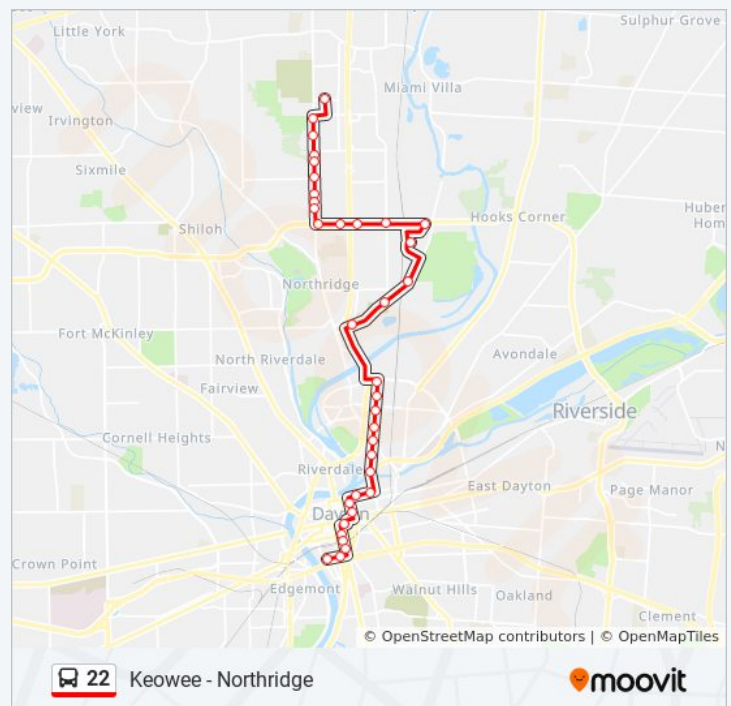 Little York
Sulphur Grove
Miami Villa
view
Irvington
Sixmile
Huber
Hom
Hooks Corner
Shiloh
Northridge
Fort McKinley
North Riverdale
Avondale
Fairview
Riverside
Cornell Heights
N
Riverdale
East Dayton
Page Manor
Dayton
Crown Point
Edgemont
Walnut Hills
Oakland
Clement
© OpenStreetMap contributors | © OpenMapTiles
22 Keowee - Northridge
moovit